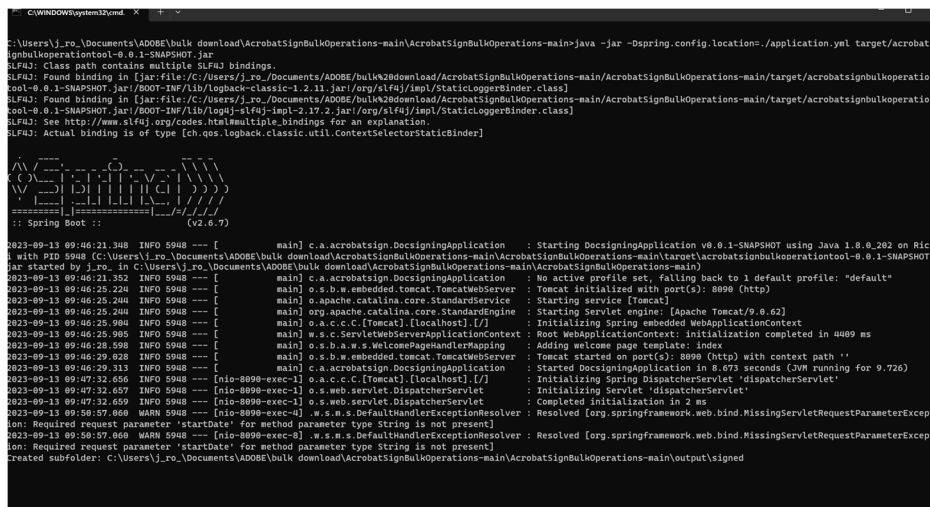 C:\WINDOWS\system32\cmd.
C:\Users\j_ro_\Documents\ADOBE\bulk download\AcrobatSignBulkOperations-main\AcrobatSignBulkOperations-main>java -jar -Dspring.config.location=./application.yml target/acrobat
ignbulkoperationtool-0.0.1-SNAPSHOT.jar
SLF4J: Class path contains multiple SLF4J bindings.
SLF4J: Found binding in [jar:file:/C:/Users/j_ro_/Documents/ADOBE/bulk%20download/AcrobatSignBulkOperations-main/AcrobatSignBulkOperations-main/target/acrobatsignbulkoperation
tool-0.0.1-SNAPSHOT.jar!/BOOT-INF/lib/logback-classic-1.2.11.jar!/org/slf4j/impl/StaticLoggerBinder.class]
SLF4J: Found binding in [jar:file:/C:/Users/j_ro_/Documents/ADOBE/bulk%20download/AcrobatSignBulkOperations-main/AcrobatSignBulkOperations-main/target/acrobatsignbulkoperation
tool-0.0.1-SNAPSHOT.jar!/BOOT-INF/lib/log4j-slf4j-impl-2.17.2.jar!/org/slf4j/impl/StaticLoggerBinder.class]
SLF4J: See http://www.slf4j.org/codes.html#multiple_bindings for an explanation.
SLF4J: Actual binding is of type [ch.qos.logback.classic.util.ContextSelectorStaticBinder]
:: Spring Boot :: (v2.6.7)
2023-09-13 09:46:21.348 INFO 5948 --- [ main] c.a.acrobatsign.DocsigningApplication : Starting DocsigningApplication v0.0.1-SNAPSHOT using Java 1.8.0_202 on Ric
i with PID 5948 (C:\Users\j_ro_\Documents\ADOBE\bulk download\AcrobatSignBulkOperations-main\AcrobatSignBulkOperations-main\target\acrobatsignbulkoperationtool-0.0.1-SNAPSHOT
jar started by j_ro_ in C:\Users\j_ro_\Documents\ADOBE\bulk download\AcrobatSignBulkOperations-main\AcrobatSignBulkOperations-main)
2023-09-13 09:46:21.352 INFO 5948 --- [ main] c.a.acrobatsign.DocsigningApplication : No active profile set, falling back to 1 default profile: "default"
2023-09-13 09:46:25.224 INFO 5948 --- [ main] o.s.b.w.embedded.tomcat.TomcatWebServer : Tomcat initialized with port(s): 8090 (http)
2023-09-13 09:46:25.244 INFO 5948 --- [ main] o.apache.catalina.core.StandardService : Starting service [Tomcat]
2023-09-13 09:46:25.244 INFO 5948 --- [ main] org.apache.catalina.core.StandardEngine : Starting Servlet engine: [Apache Tomcat/9.0.62]
2023-09-13 09:46:25.904 INFO 5948 --- [ main] o.a.c.c.C.[Tomcat].[localhost].[/] : Initializing Spring embedded WebApplicationContext
2023-09-13 09:46:25.905 INFO 5948 --- [ main] w.s.c.ServletWebServerApplicationContext : Root WebApplicationContext: initialization completed in 4409 ms
2023-09-13 09:46:28.598 INFO 5948 --- [ main] o.s.b.a.w.s.WelcomePageHandlerMapping : Adding welcome page template: index
2023-09-13 09:46:29.028 INFO 5948 --- [ main] o.s.b.w.embedded.tomcat.TomcatWebServer : Tomcat started on port(s): 8090 (http) with context path ''
2023-09-13 09:46:29.313 INFO 5948 --- [ main] c.a.acrobatsign.DocsigningApplication : Started DocsigningApplication in 8.673 seconds (JVM running for 9.726)
2023-09-13 09:47:32.656 INFO 5948 --- [nio-8090-exec-1] o.a.c.c.C.[Tomcat].[localhost].[/] : Initializing Spring DispatcherServlet 'dispatcherServlet'
2023-09-13 09:47:32.657 INFO 5948 --- [nio-8090-exec-1] o.s.web.servlet.DispatcherServlet : Initializing Servlet 'dispatcherServlet'
2023-09-13 09:47:32.659 INFO 5948 --- [nio-8090-exec-1] o.s.web.servlet.DispatcherServlet : Completed initialization in 2 ms
2023-09-13 09:50:57.060 WARN 5948 --- [nio-8090-exec-4] .w.s.m.s.DefaultHandlerExceptionResolver : Resolved [org.springframework.web.bind.MissingServletRequestParameterExcep
ion: Required request parameter 'startDate' for method parameter type String is not present]
2023-09-13 09:50:57.060 WARN 5948 --- [nio-8090-exec-8] .w.s.m.s.DefaultHandlerExceptionResolver : Resolved [org.springframework.web.bind.MissingServletRequestParameterExcep
ion: Required request parameter 'startDate' for method parameter type String is not present]
Created subfolder: C:\Users\j_ro_\Documents\ADOBE\bulk download\AcrobatSignBulkOperations-main\output\signed